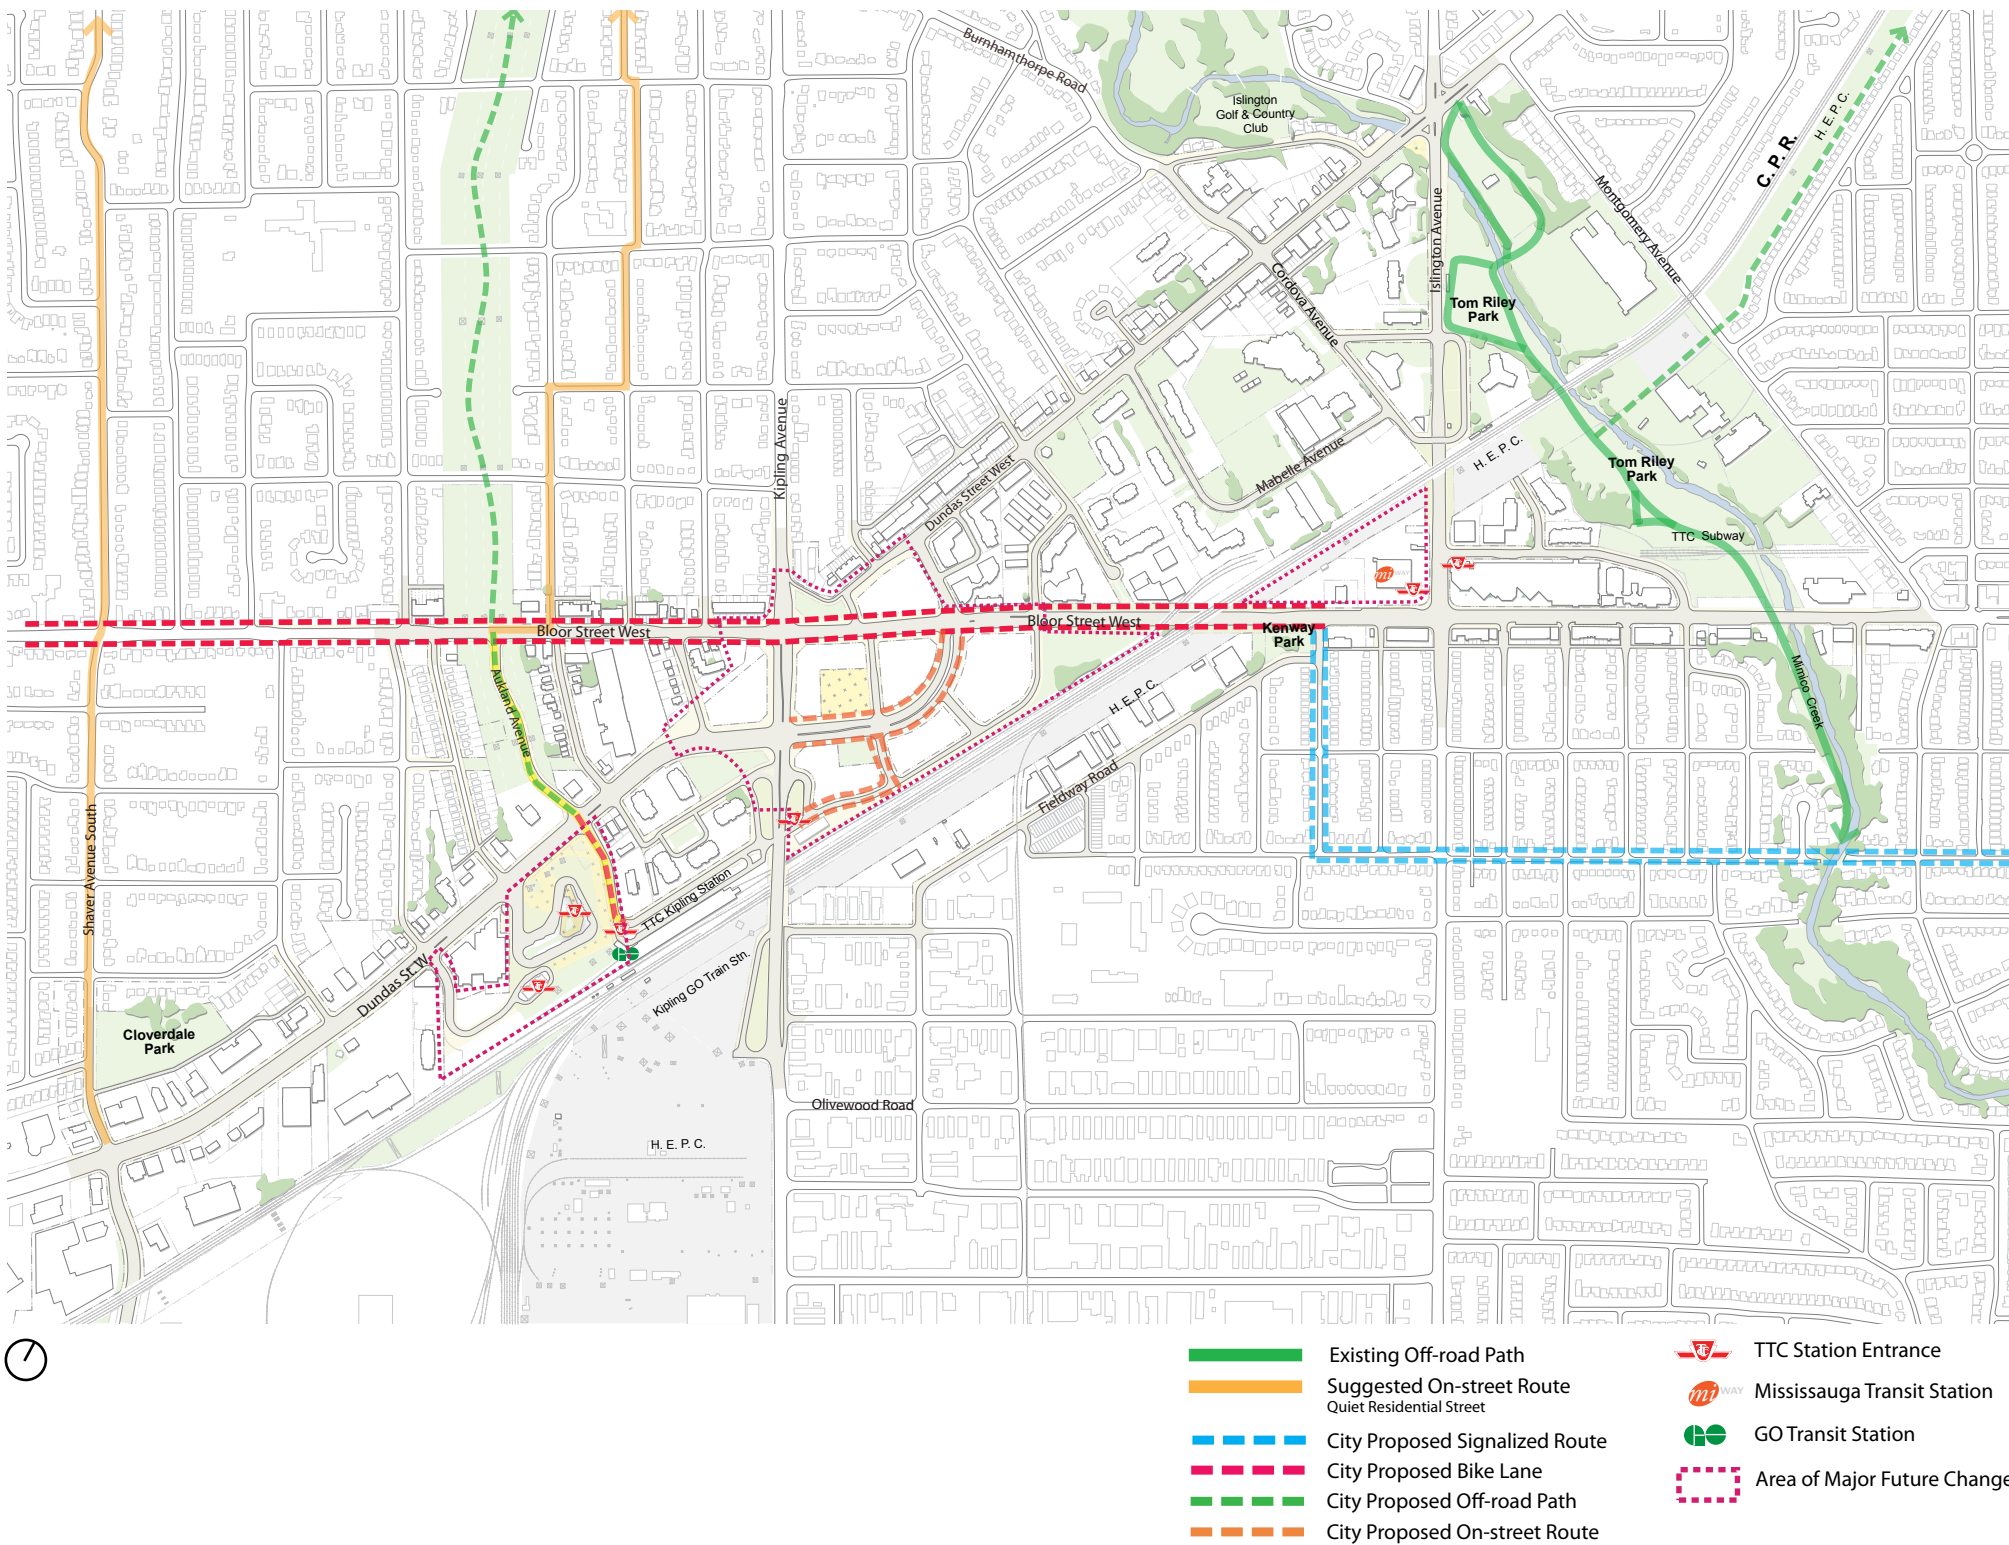 Burnhamthorpe Road
Islington
Golf & Country
Club
H. E. P. C.
C. P. R.
Montgomery Avenue
Islington Avenue
Cordova Avenue
Tom Riley
Park
Kipling Avenue
Dundas Street West
Mabelle Avenue
H. E. P. C.
Tom Riley
Park
TTC Subway
mi WAY
Bloor Street West
Bloor Street West
Kenway
Park
Aukland Avenue
H. E. P. C.
Mimico Creek
Fieldway Road
Shaver Avenue South
TTC Kipling Station
Dundas St. W.
Kipling GO Train Stn.
Cloverdale
Park
Olivewood Road
H. E. P. C.
Existing Off-road Path
Suggested On-street Route
Quiet Residential Street
City Proposed Signalized Route
City Proposed Bike Lane
City Proposed Off-road Path
City Proposed On-street Route
TTC Station Entrance
mi WAY Mississauga Transit Station
GO Transit Station
Area of Major Future Change